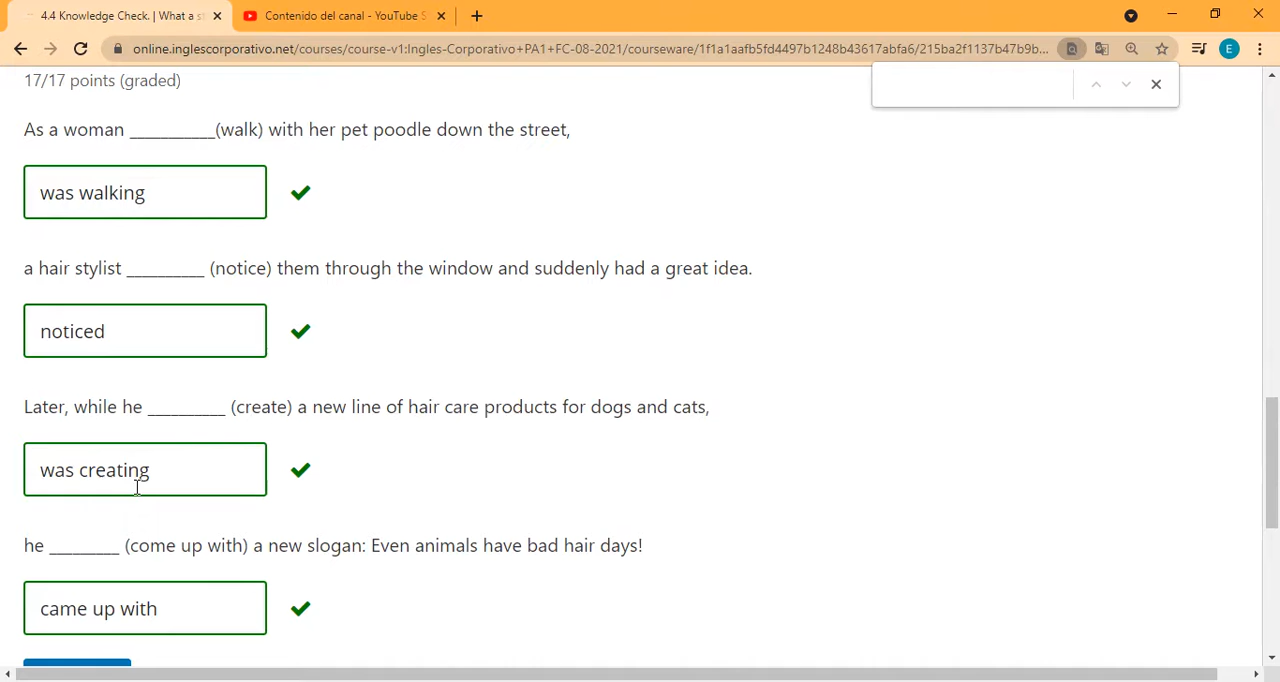 4.4 Knowledge Check. | What a s
Contenido del canal - YouTube S
online.inglescorporativo.net/courses/course-v1:Ingles-Corporativo+PA1+FC-08-2021/courseware/1f1a1aafb5fd4497b1248b43617abfa6/215ba2f1137b47b9b...
E
17/17 points (graded)
As a woman ___________(walk) with her pet poodle down the street,
was walking
a hair stylist __________ (notice) them through the window and suddenly had a great idea.
noticed
Later, while he __________ (create) a new line of hair care products for dogs and cats,
was creating
he _________ (come up with) a new slogan: Even animals have bad hair days!
came up with